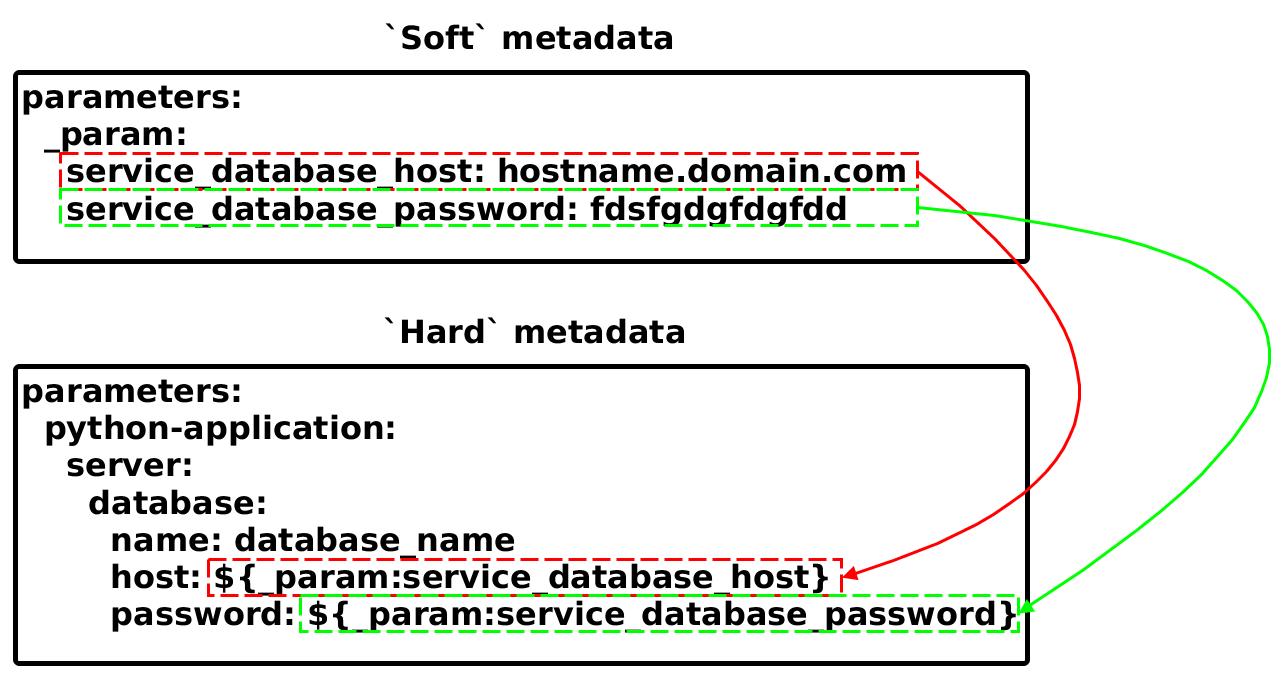 `Soft` metadata
parameters:
_param:
service_database_host: hostname.domain.com
service_database_password: fdsfgdgfdgfdd
`Hard` metadata
parameters:
python-application:
server:
database:
name: database_name
host: ${_param:service_database_host}
password: ${_param:service_database_password}